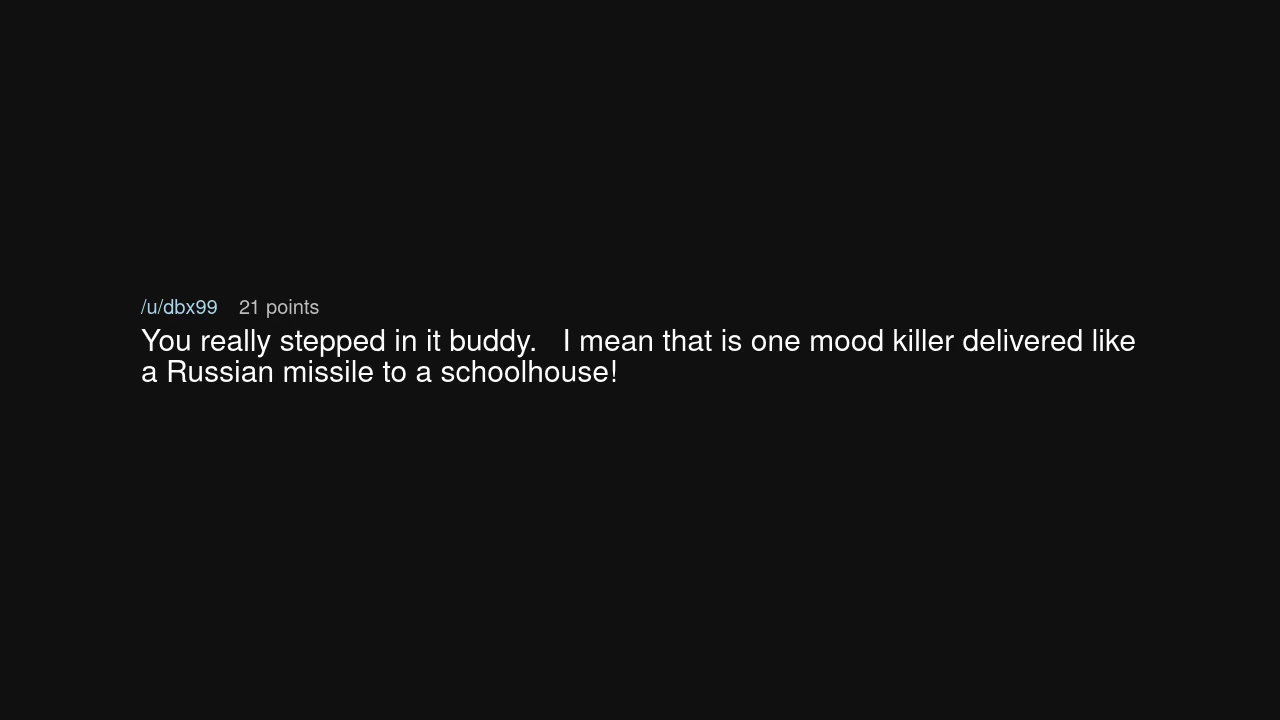 /u/dbx99 21 points
You really stepped in it buddy.   I mean that is one mood killer delivered like
a Russian missile to a schoolhouse!